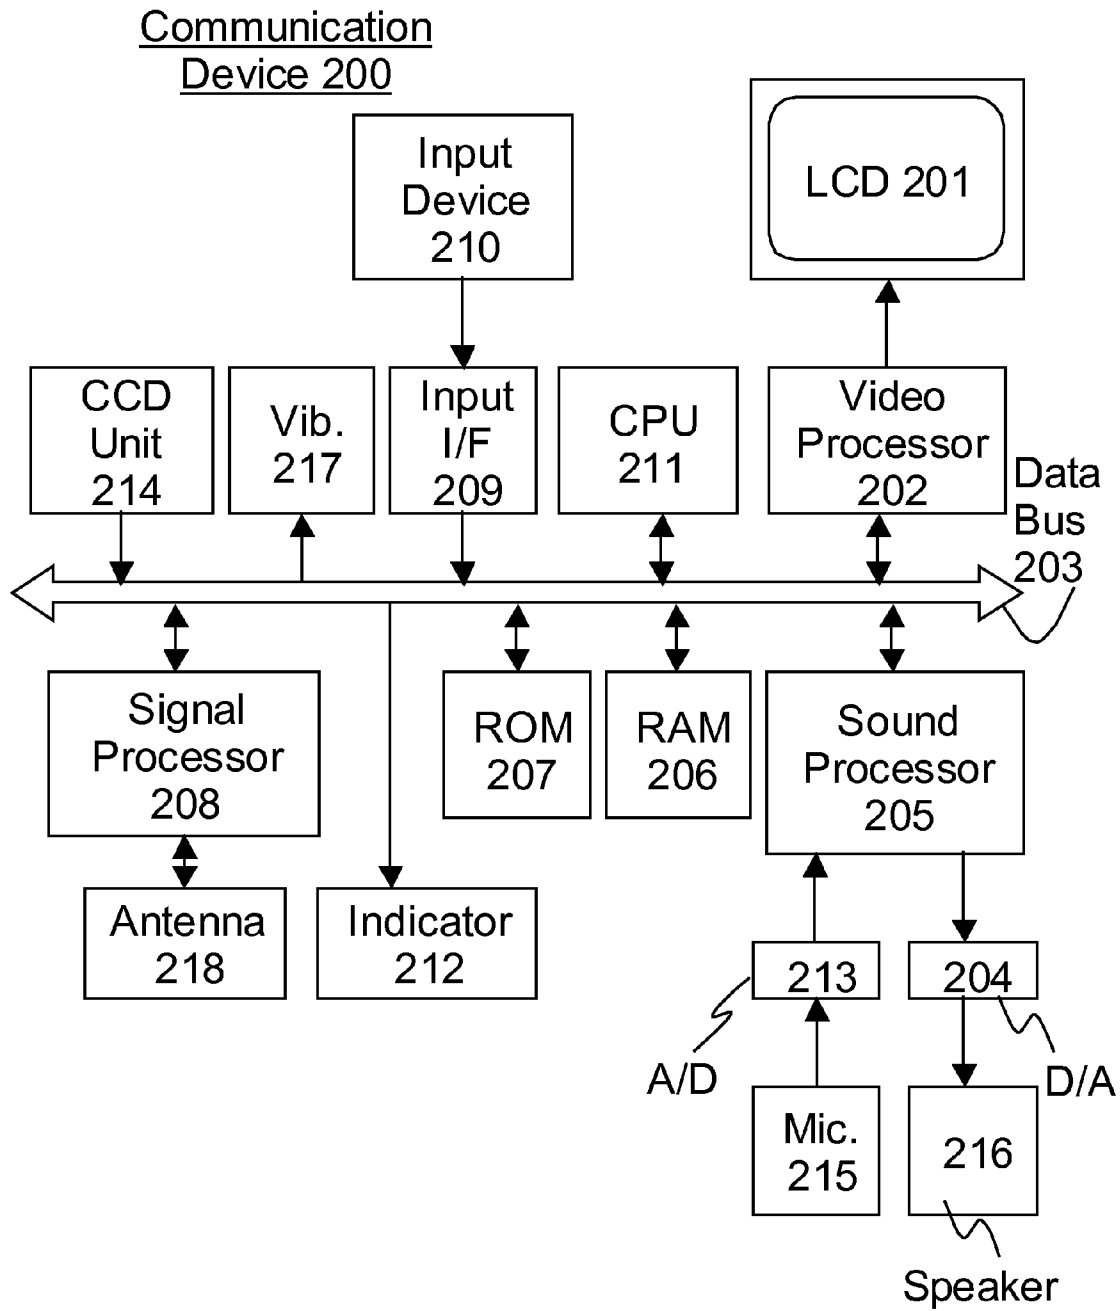 Communication
Device 200
Input
Device
210
LCD 201
CCD
Unit
214
Vib.
217
Input
I/F
209
CPU
211
Video
Processor
202
Data
Bus
203
Signal
Processor
208
ROM
207
RAM
206
Sound
Processor
205
Antenna
218
Indicator
212
213
204
A/D
D/A
Mic.
215
216
Speaker